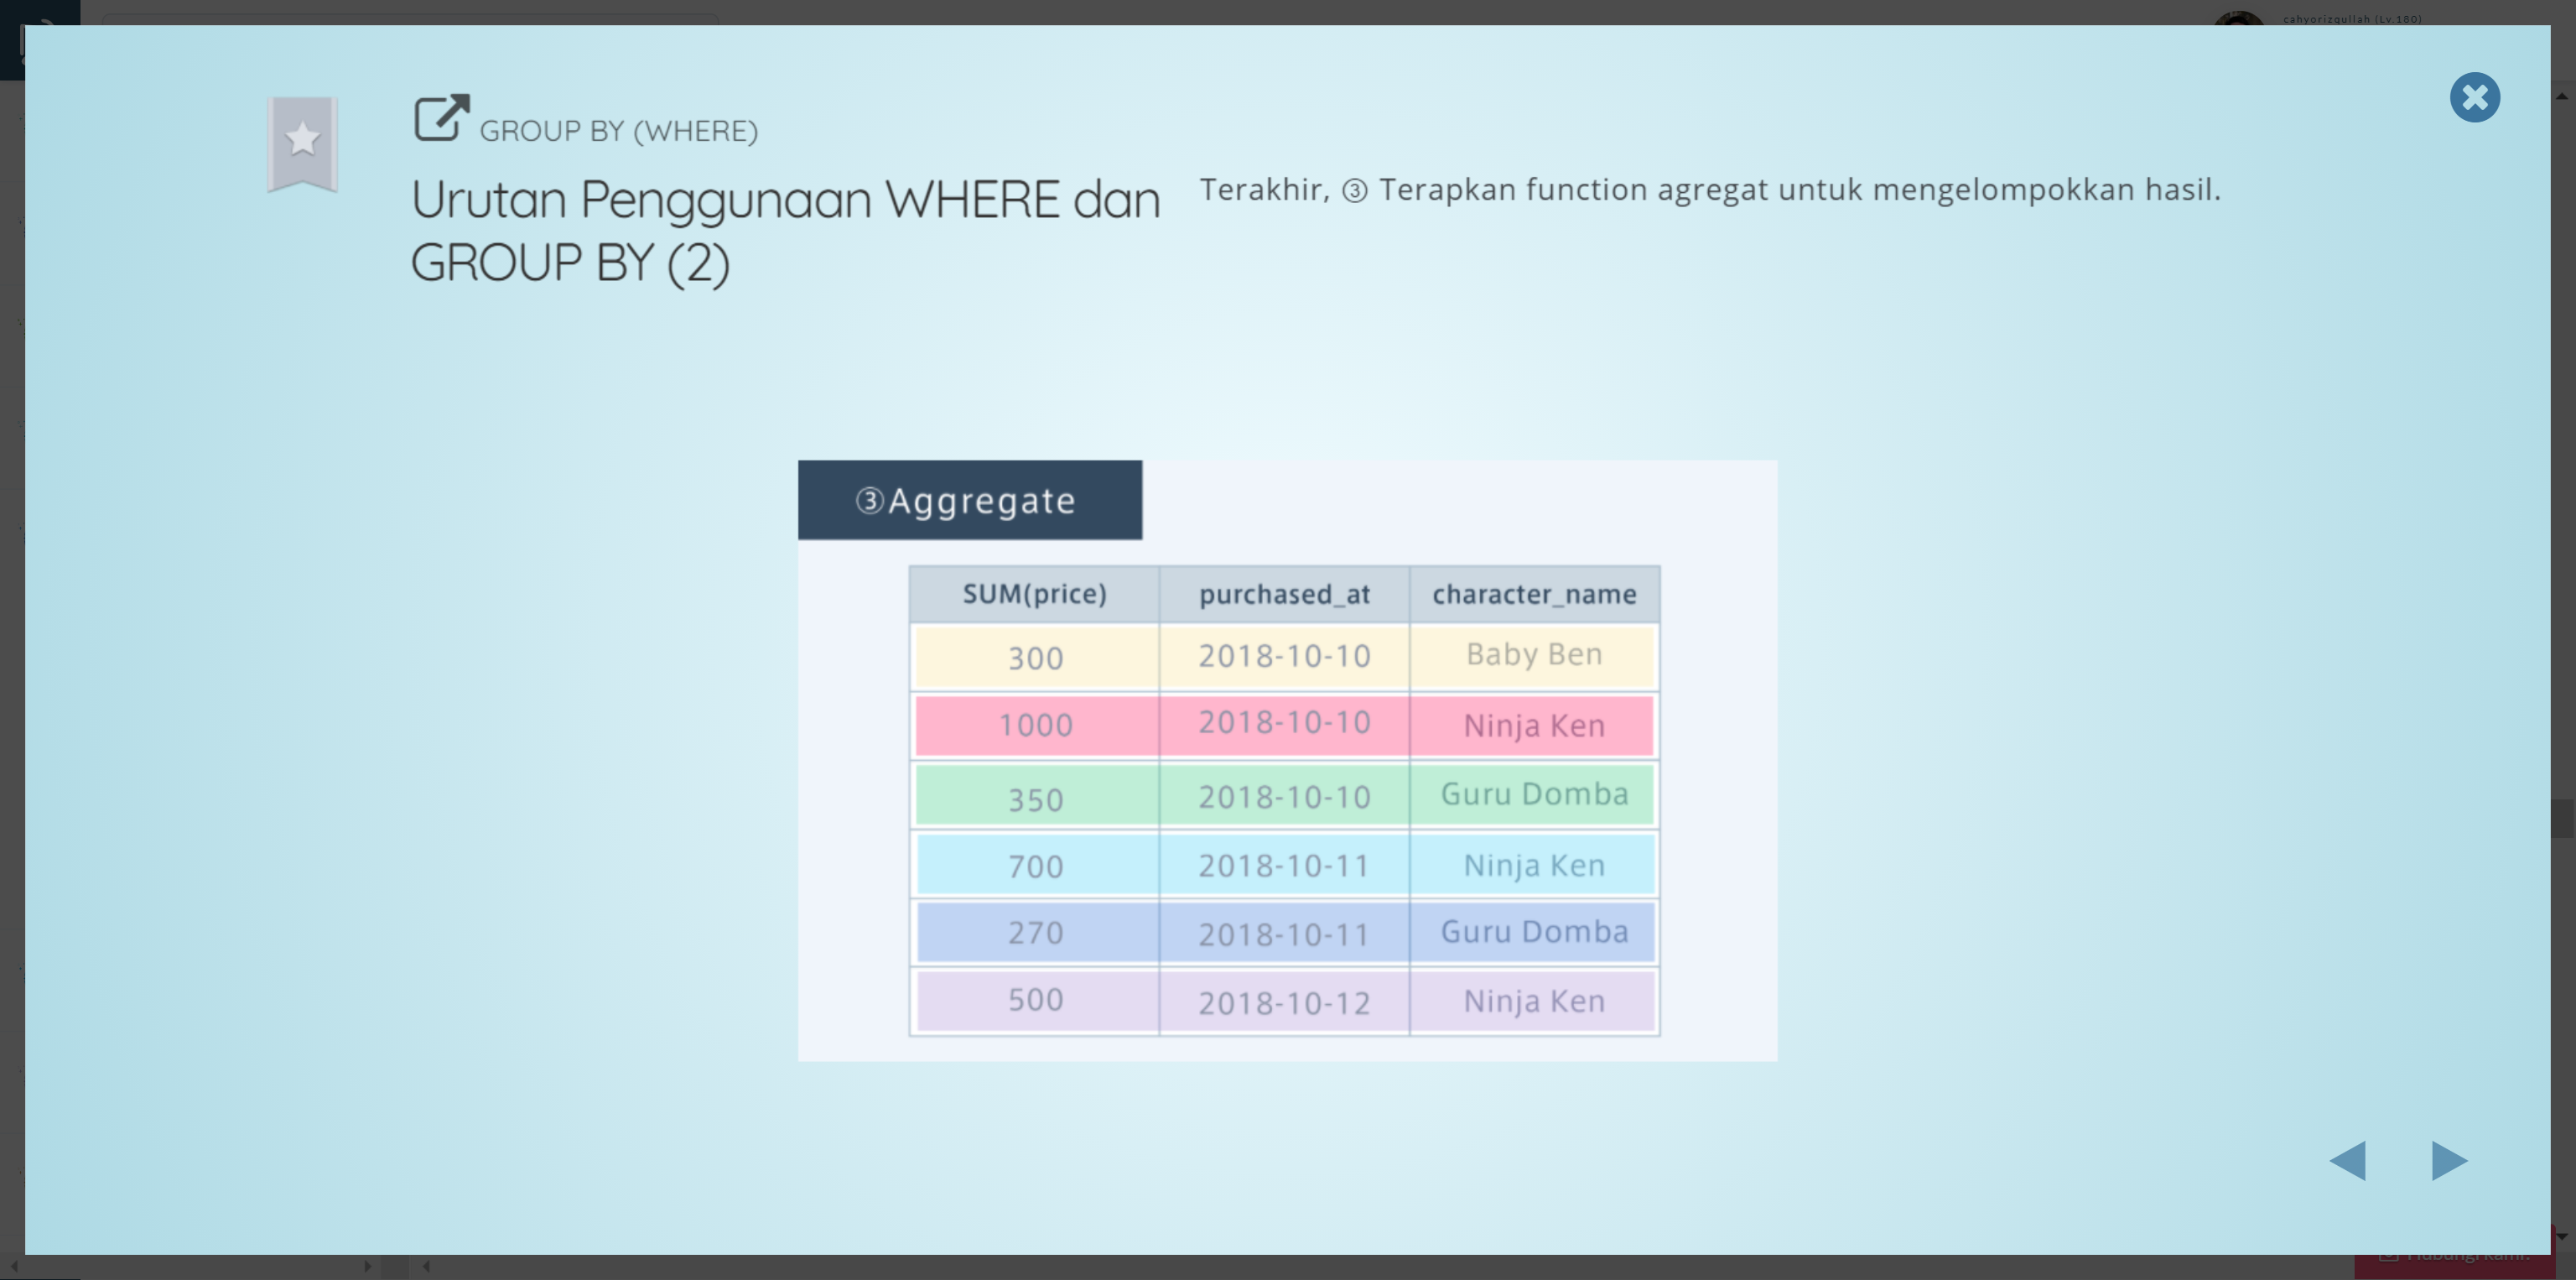 cahyorizqullah (Lv.180)
GROUP BY (WHERE)
Urutan Penggunaan WHERE dan
GROUP BY (2)
Terakhir, ③ Terapkan function agregat untuk mengelompokkan hasil.
③Aggregate
SUM(price) purchased_at character_name
300 2018-10-10 Baby Ben
1000 2018-10-10 Ninja Ken
350 2018-10-10 Guru Domba
700 2018-10-11 Ninja Ken
270 2018-10-11 Guru Domba
500 2018-10-12 Ninja Ken
Hubungi kami!